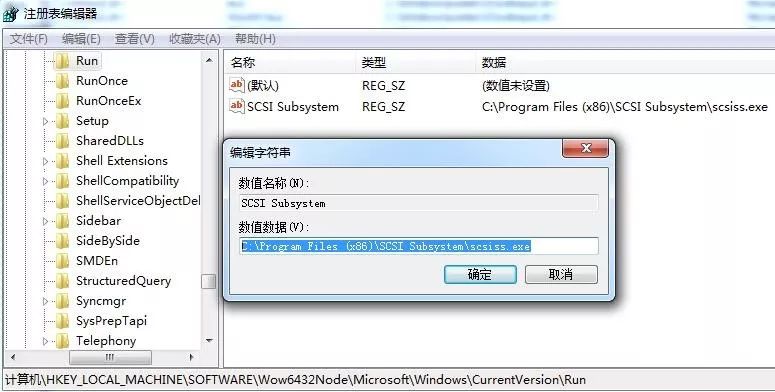 注册表编辑器
文件(F) 编辑(E) 查看(V) 收藏夹(A) 帮助(H)
Run
RunOnce
RunOnceEx
Setup
SharedDLLs
Shell Extensions
ShellCompatibility
ShellServiceObjectDel
Sidebar
SideBySide
SMDEn
StructuredQuery
Syncmgr
SysPrepTapi
Telephony
名称 类型 数据
ab (默认) REG_SZ (数值未设置)
ab SCSI Subsystem REG_SZ C:\Program Files (x86)\SCSI Subsystem\scsiss.exe
编辑字符串
数值名称(N):
SCSI Subsystem
数值数据(V):
C:\Program Files (x86)\SCSI Subsystem\scsiss.exe
确定 取消
计算机\HKEY_LOCAL_MACHINE\SOFTWARE\Wow6432Node\Microsoft\Windows\CurrentVersion\Run